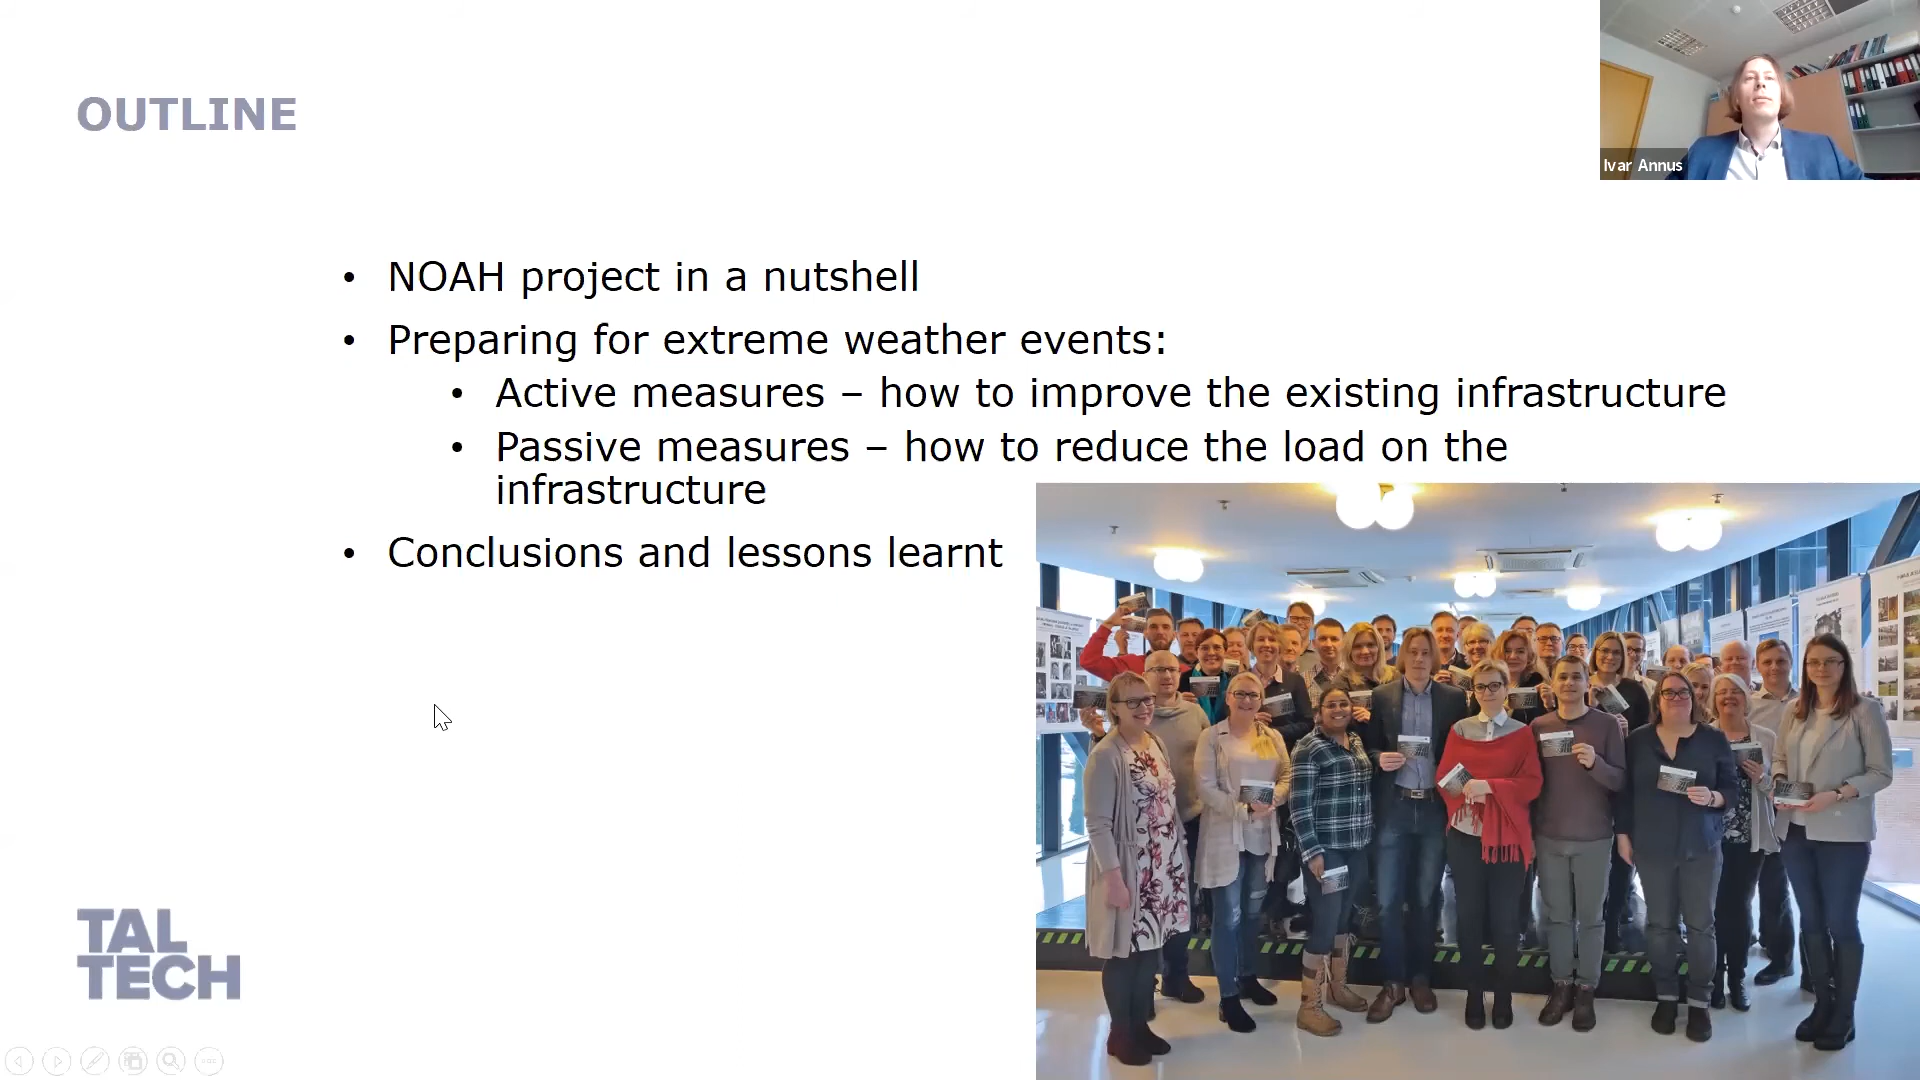 OUTLINE
Ivar Annus
• NOAH project in a nutshell
• Preparing for extreme weather events:
• Active measures – how to improve the existing infrastructure
• Passive measures – how to reduce the load on the
infrastructure
• Conclusions and lessons learnt
TAL
TECH